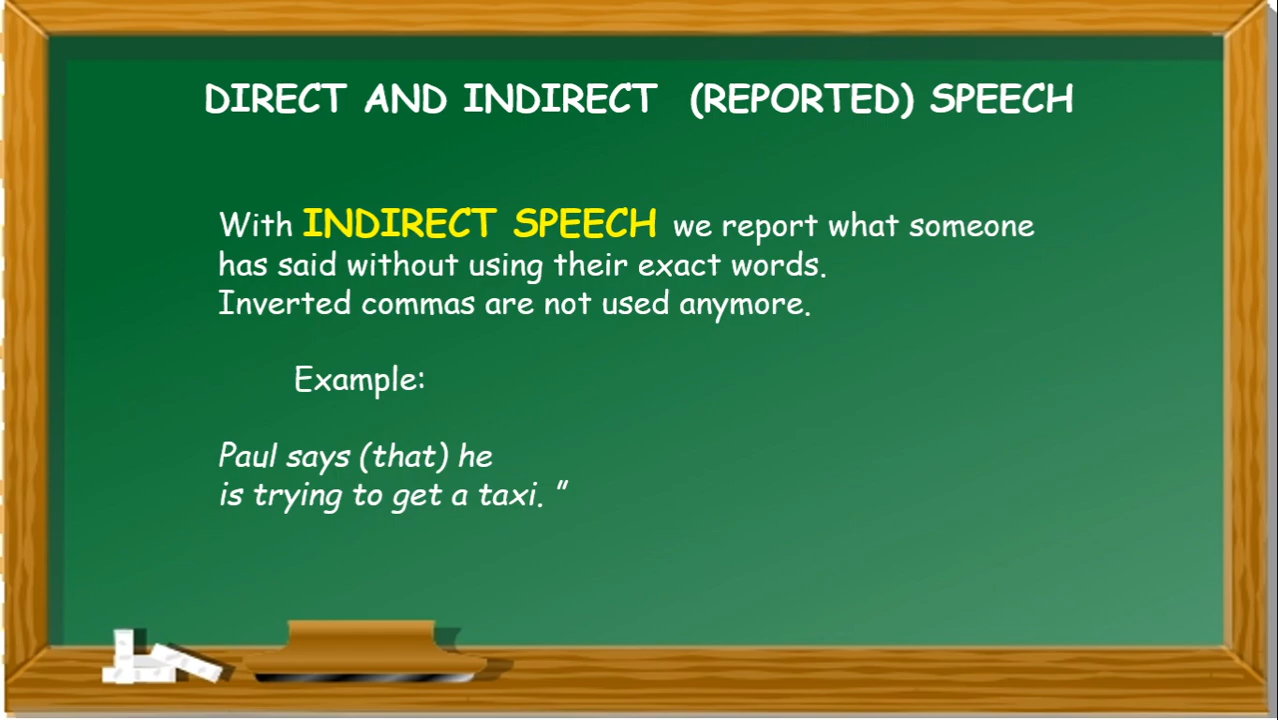 DIRECT AND INDIRECT (REPORTED) SPEECH
With INDIRECT SPEECH we report what someone
has said without using their exact words.
Inverted commas are not used anymore.
Example:
Paul says (that) he
is trying to get a taxi. ”